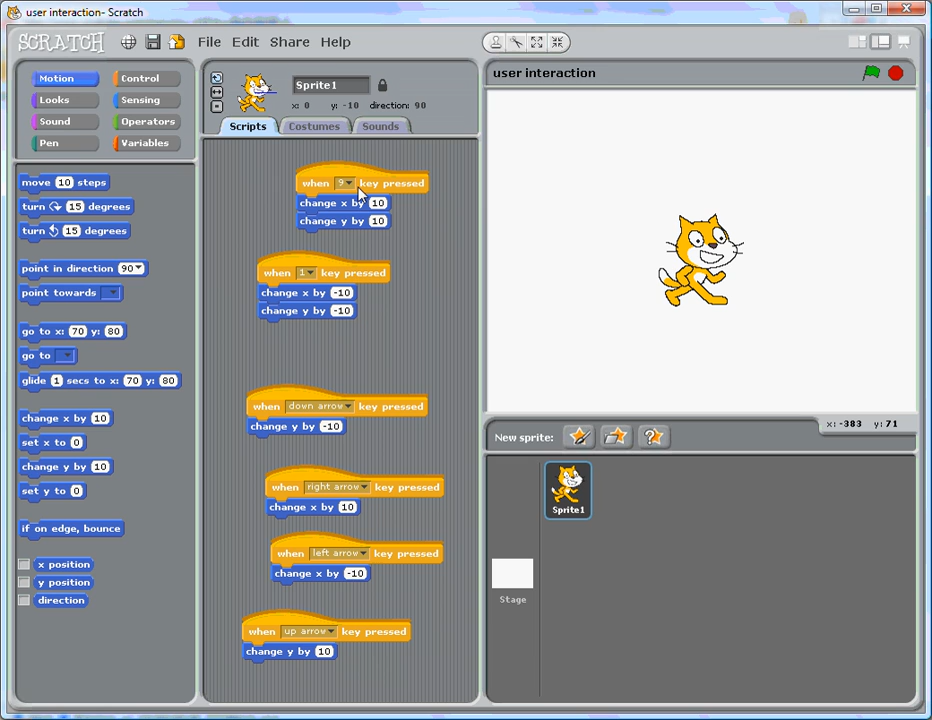 user interaction- Scratch
SCRATCH File Edit Share Help
Motion Control
Looks Sensing
Sound Operators
Pen Variables
move 10 steps
turn 15 degrees
turn 15 degrees
point in direction 90
point towards
go to x: 70 y: 80
go to
glide 1 secs to x: 70 y: 80
change x by 10
set x to 0
change y by 10
set y to 0
if on edge, bounce
x position
y position
direction
Sprite1
x: 0 y: -10 direction: 90
Scripts Costumes Sounds
when 9 key pressed
change x by 10
change y by 10
when 1 key pressed
change x by -10
change y by -10
when down arrow key pressed
change y by -10
when right arrow key pressed
change x by 10
when left arrow key pressed
change x by -10
when up arrow key pressed
change y by 10
user interaction
x: -383 y: 71
New sprite:
Sprite1
Stage